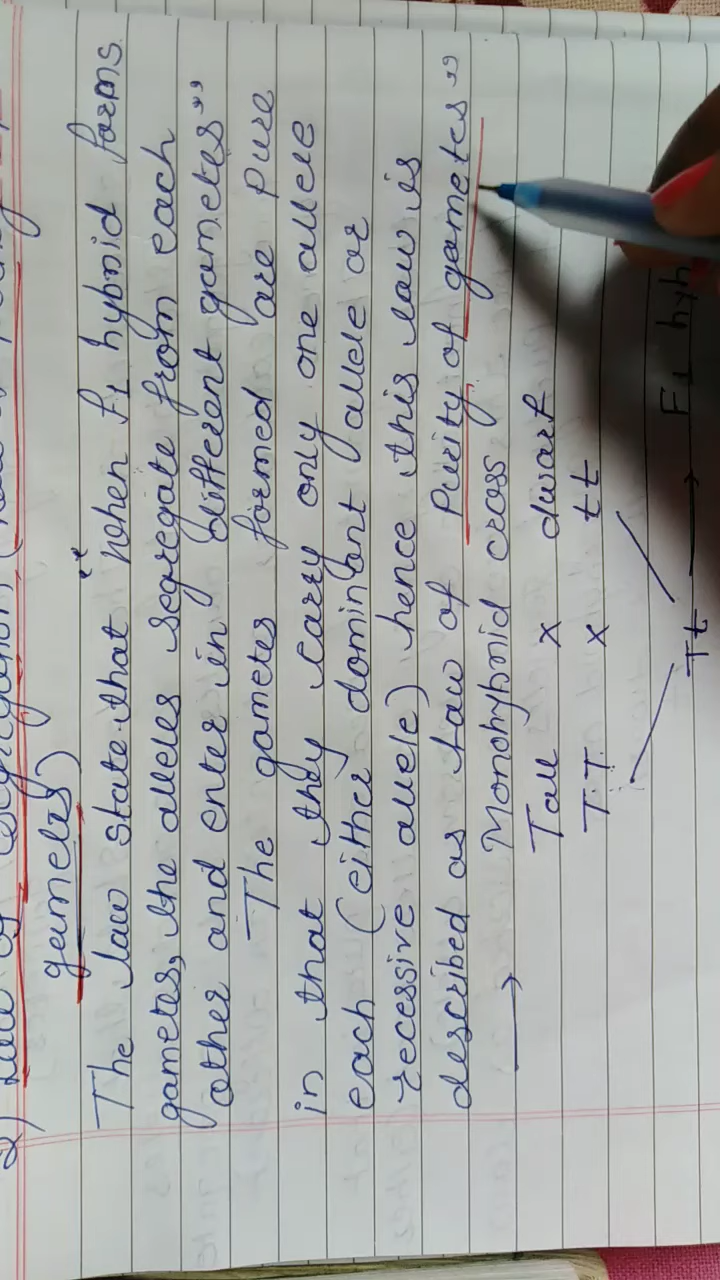 2) Law of segregation (Law of purity of
gametes)
The law state that "when F1 hybrid forms
gametes, the alleles segregate from each
other and enter in different gametes"
The gametes formed are pure
in that they carry only one allele
each (either dominant allele or
recessive allele) hence this law is
described as Law of Purity of gametes"
→ Monohybrid cross
Tall x dwarf
TT x tt
Tt → F1 hyb